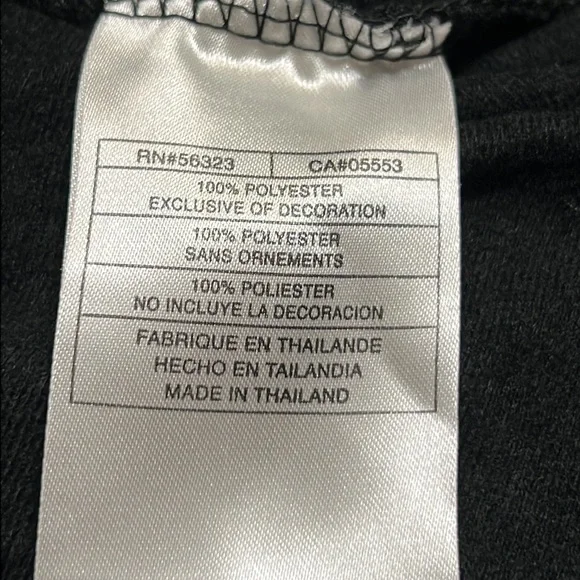 RN#56323 CA#05553
100% POLYESTER
EXCLUSIVE OF DECORATION
100% POLYESTER
SANS ORNEMENTS
100% POLIESTER
NO INCLUYE LA DECORACION
FABRIQUE EN THAILANDE
HECHO EN TAILANDIA
MADE IN THAILAND